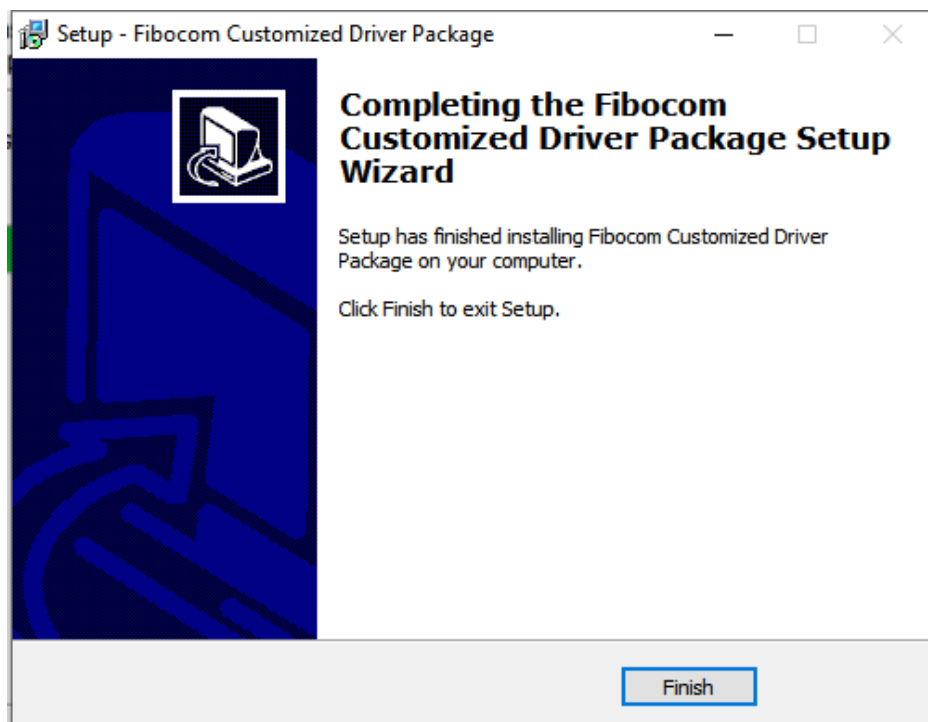 Setup - Fibocom Customized Driver Package
Completing the Fibocom
Customized Driver Package Setup
Wizard
Setup has finished installing Fibocom Customized Driver
Package on your computer.
Click Finish to exit Setup.
Finish